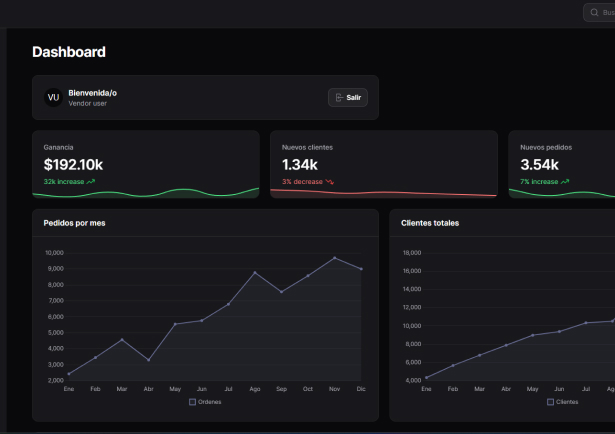 Bus
Dashboard
VU
Bienvenida/o
Vendor user
Salir
Ganancia
$192.10k
32k increase
Nuevos clientes
1.34k
3% decrease
Nuevos pedidos
3.54k
7% increase
Pedidos por mes
10,000
9,000
8,000
7,000
6,000
5,000
4,000
3,000
2,000
Ene Feb Mar Abr May Jun Jul Ago Sep Oct Nov Dic
Ordenes
Clientes totales
18,000
16,000
14,000
12,000
10,000
8,000
6,000
4,000
Ene Feb Mar Abr May Jun Jul Ag
Clientes